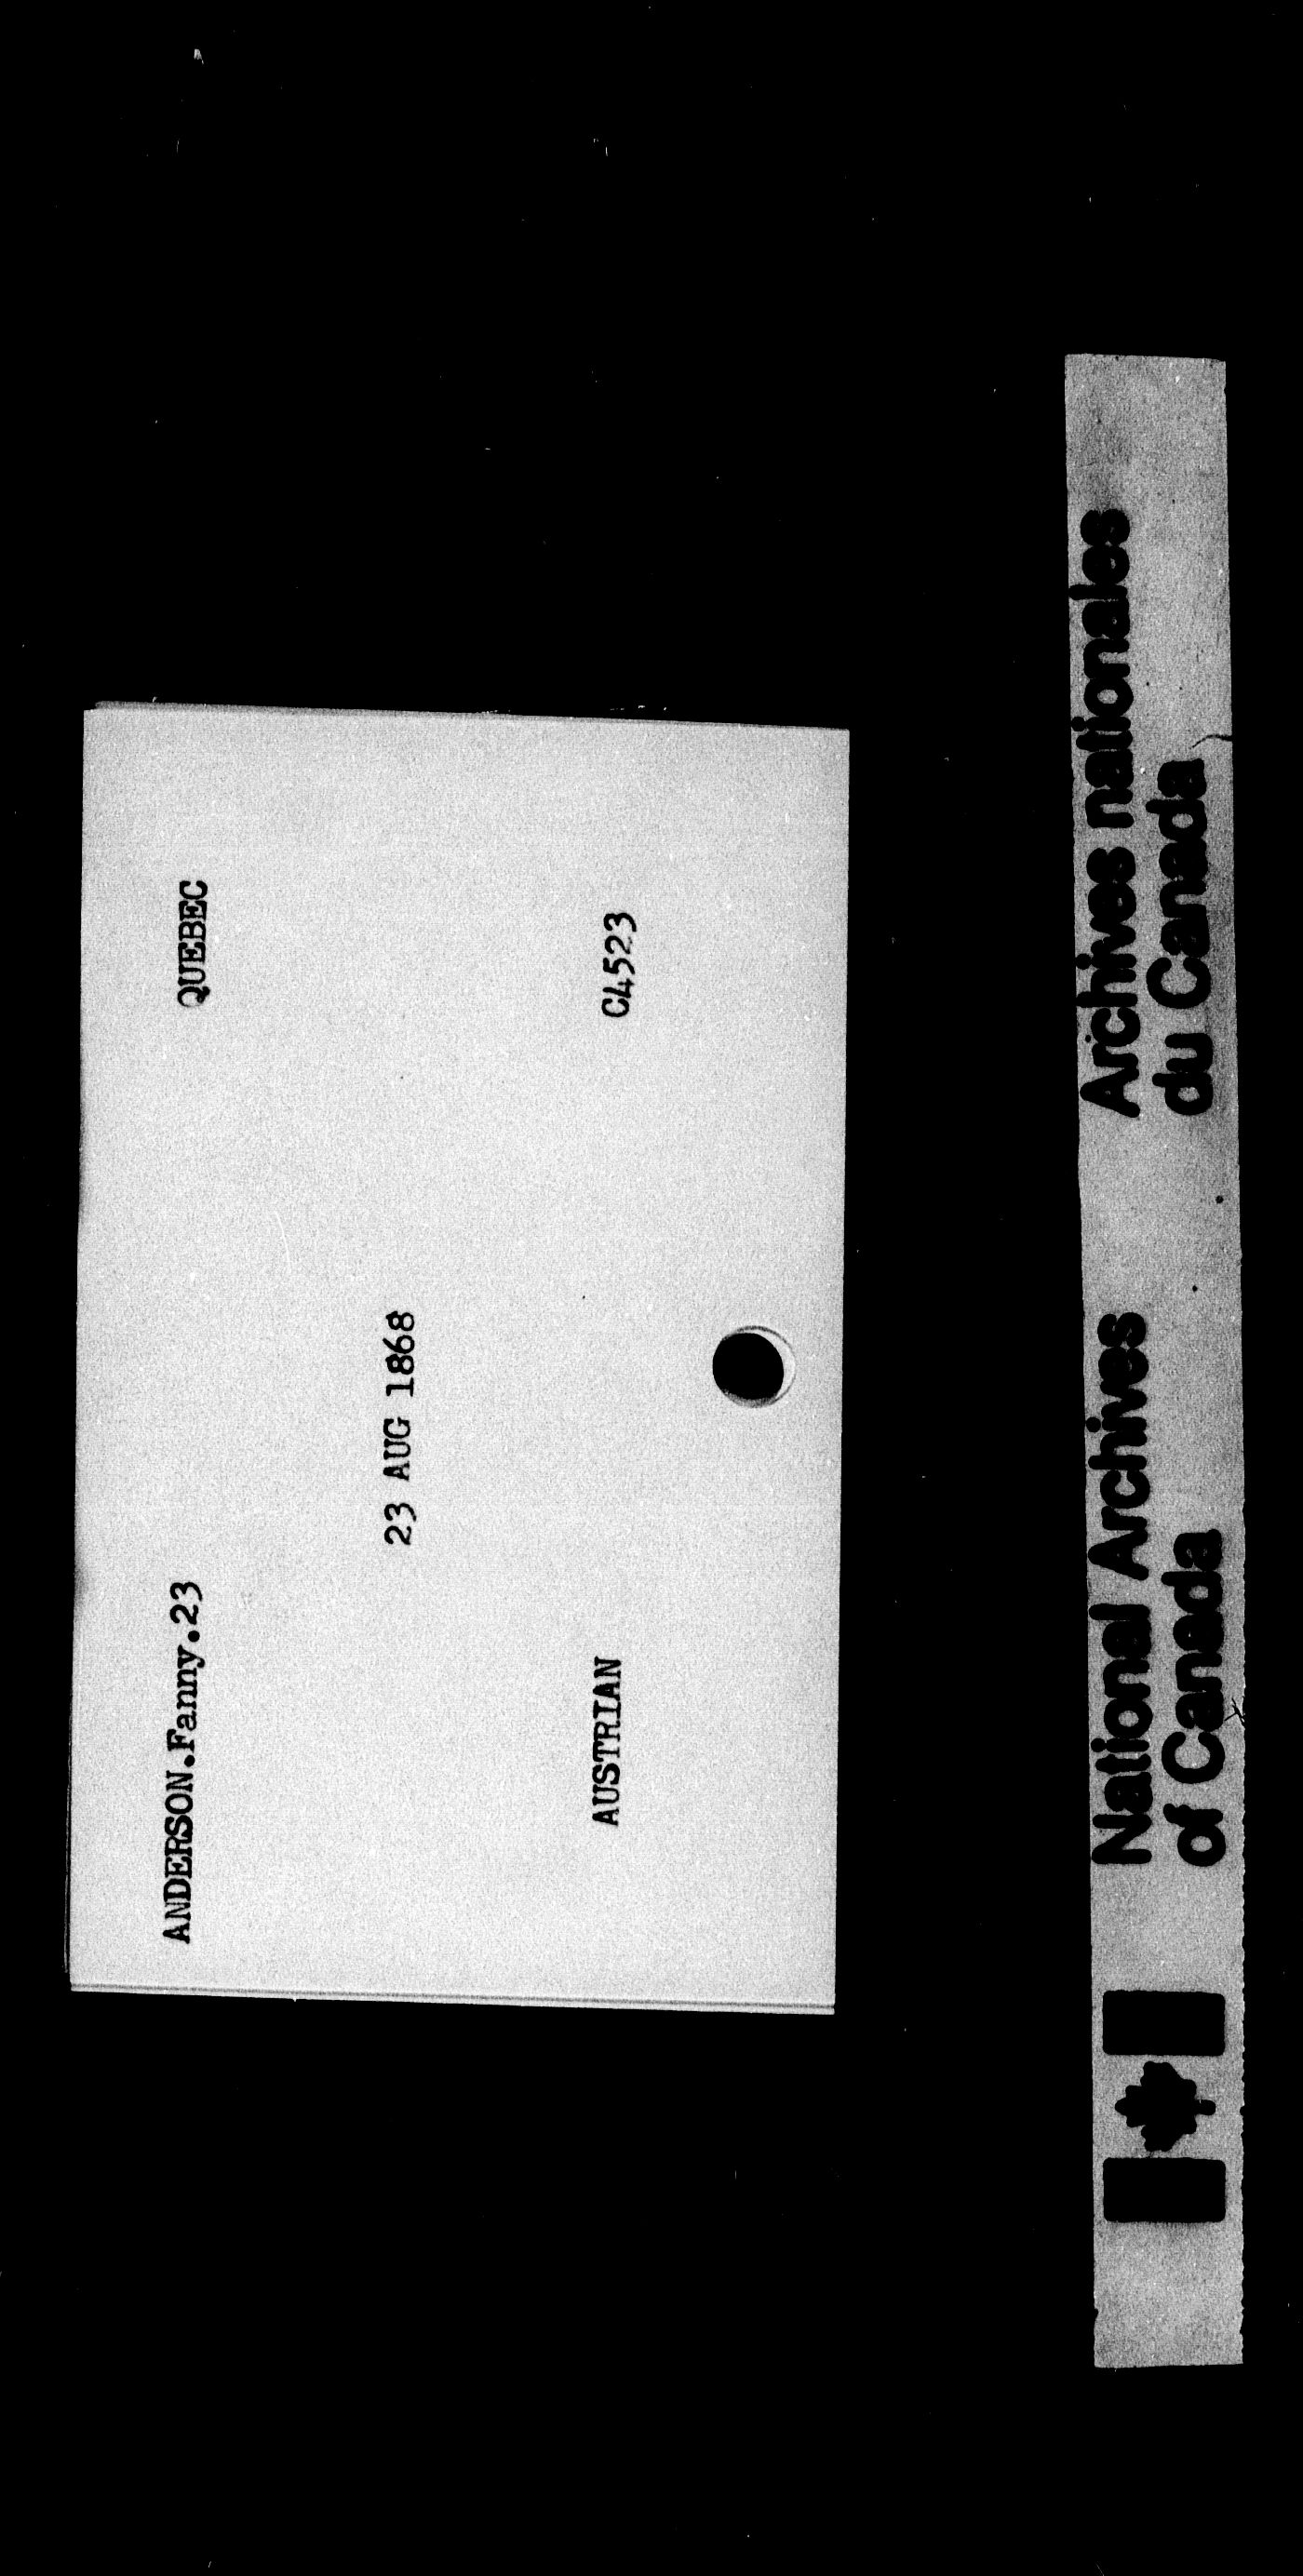 ANDERSON.Fanny.23 QUEBEC
23 AUG 1868
AUSTRIAN C4523
National Archives
of Canada
Archives nationales
du Canada